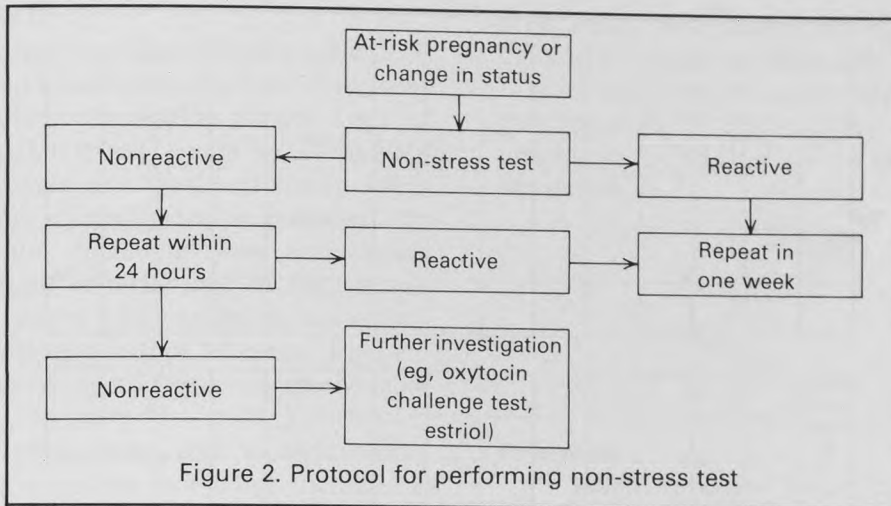 At-risk pregnancy or
change in status
Nonreactive
Non-stress test
Reactive
Repeat within
24 hours
Reactive
Repeat in
one week
Nonreactive
Further investigation
(eg, oxytocin
challenge test,
estriol)
Figure 2. Protocol for performing non-stress test